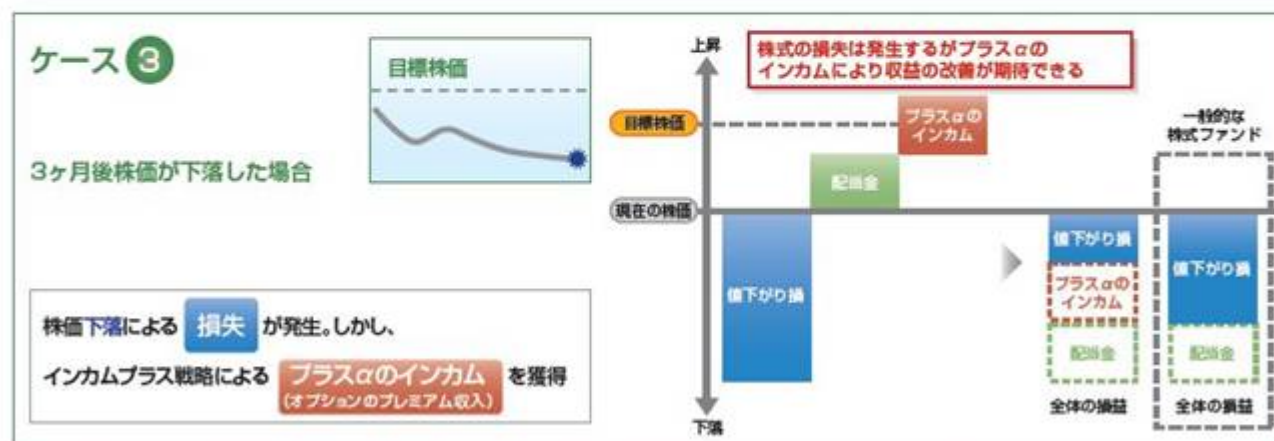 ケース3
目標株価
3ヶ月後株価が下落した場合
株価下落による 損失 が発生。しかし、
インカムプラス戦略による プラスαのインカム を獲得
(オプションのプレミアム収入)
上昇
株式の損失は発生するがプラスαの
インカムにより収益の改善が期待できる
目標株価
プラスαの
インカム
配当金
現在の株価
値下がり損
下落
値下がり損
プラスαの
インカム
配当金
全体の損益
一般的な
株式ファンド
値下がり損
配当金
全体の損益